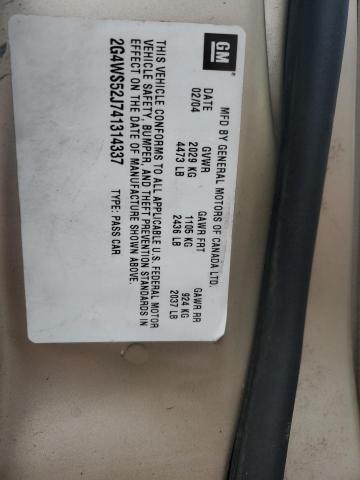 GM
MFD BY GENERAL MOTORS OF CANADA LTD.
DATE GVWR GAWR FRT GAWR RR
02/04 2029 KG 1105 KG 924 KG
4473 LB 2436 LB 2037 LB
THIS VEHICLE CONFORMS TO ALL APPLICABLE U.S. FEDERAL MOTOR
VEHICLE SAFETY, BUMPER, AND THEFT PREVENTION STANDARDS IN
EFFECT ON THE DATE OF MANUFACTURE SHOWN ABOVE.
2G4WS52J741314337 TYPE: PASS CAR